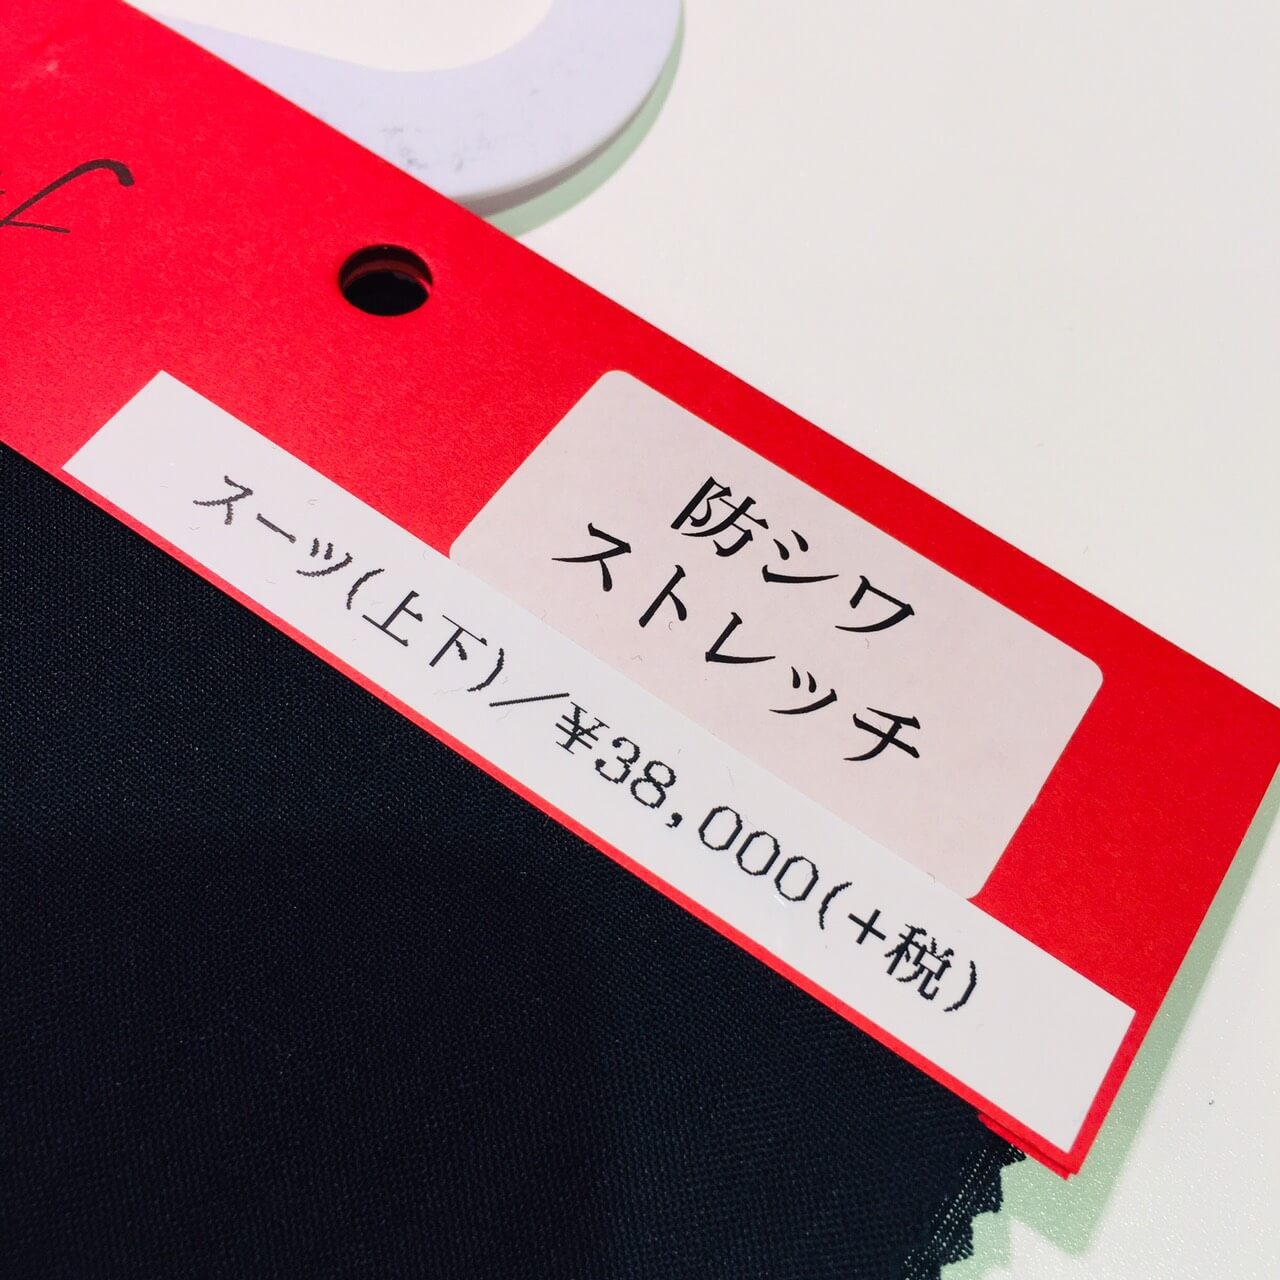 防シワ
ストレッチ
スーツ(上下)/¥38,000(+税)